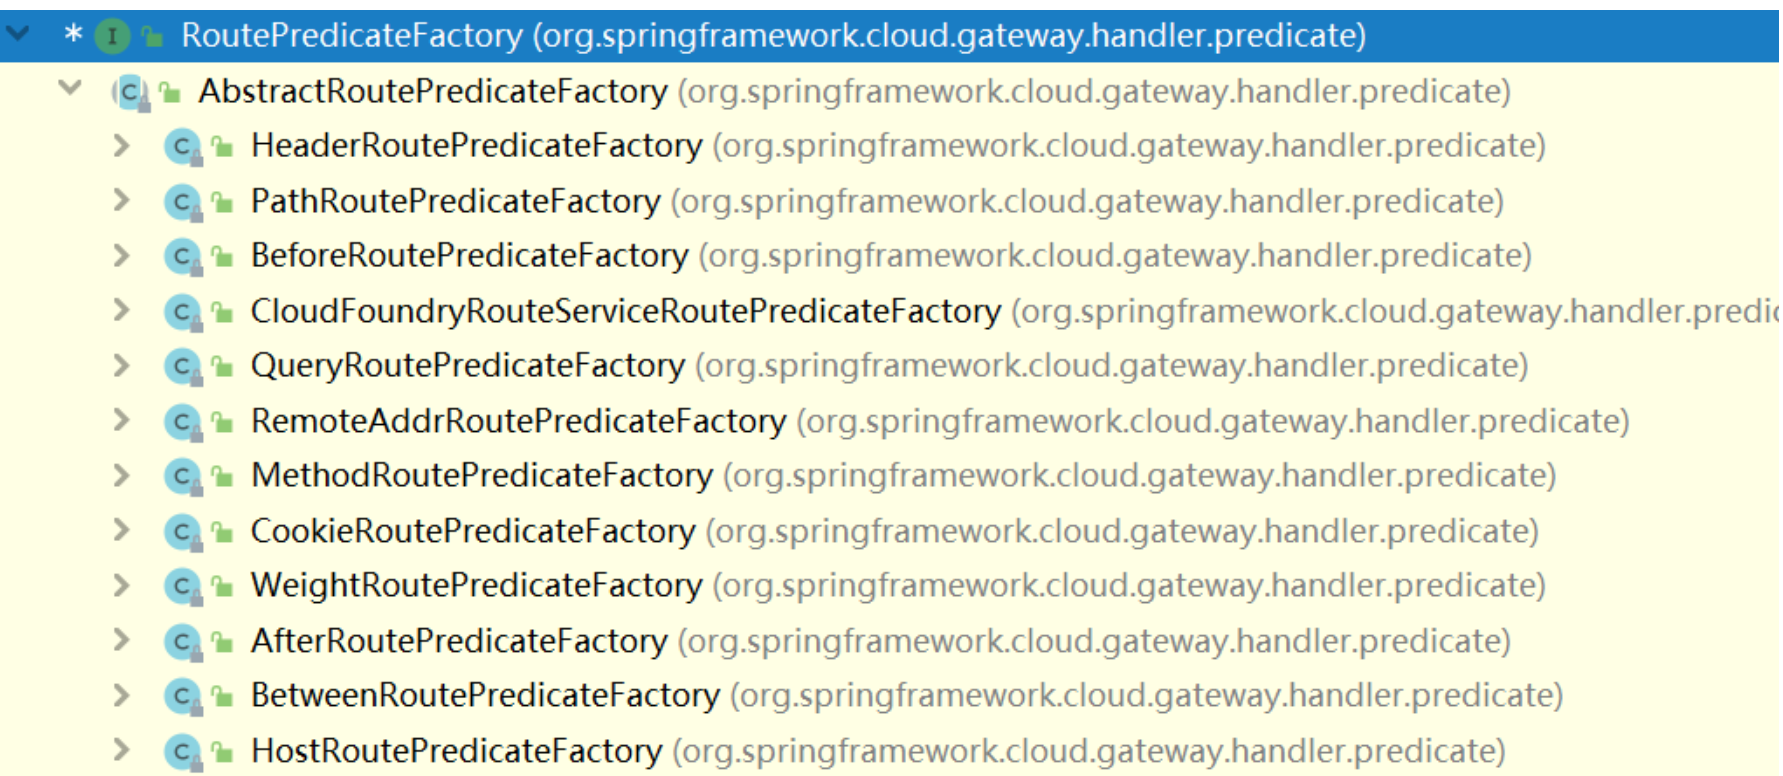 * I RoutePredicateFactory (org.springframework.cloud.gateway.handler.predicate)
C AbstractRoutePredicateFactory (org.springframework.cloud.gateway.handler.predicate)
C HeaderRoutePredicateFactory (org.springframework.cloud.gateway.handler.predicate)
C PathRoutePredicateFactory (org.springframework.cloud.gateway.handler.predicate)
C BeforeRoutePredicateFactory (org.springframework.cloud.gateway.handler.predicate)
C CloudFoundryRouteServiceRoutePredicateFactory (org.springframework.cloud.gateway.handler.predic
C QueryRoutePredicateFactory (org.springframework.cloud.gateway.handler.predicate)
C RemoteAddrRoutePredicateFactory (org.springframework.cloud.gateway.handler.predicate)
C MethodRoutePredicateFactory (org.springframework.cloud.gateway.handler.predicate)
C CookieRoutePredicateFactory (org.springframework.cloud.gateway.handler.predicate)
C WeightRoutePredicateFactory (org.springframework.cloud.gateway.handler.predicate)
C AfterRoutePredicateFactory (org.springframework.cloud.gateway.handler.predicate)
C BetweenRoutePredicateFactory (org.springframework.cloud.gateway.handler.predicate)
C HostRoutePredicateFactory (org.springframework.cloud.gateway.handler.predicate)